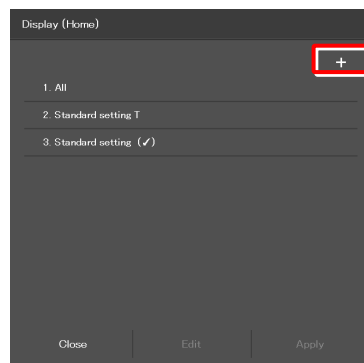 Display (Home)
+
1. All
2. Standard setting T
3. Standard setting (✓)
Close Edit Apply